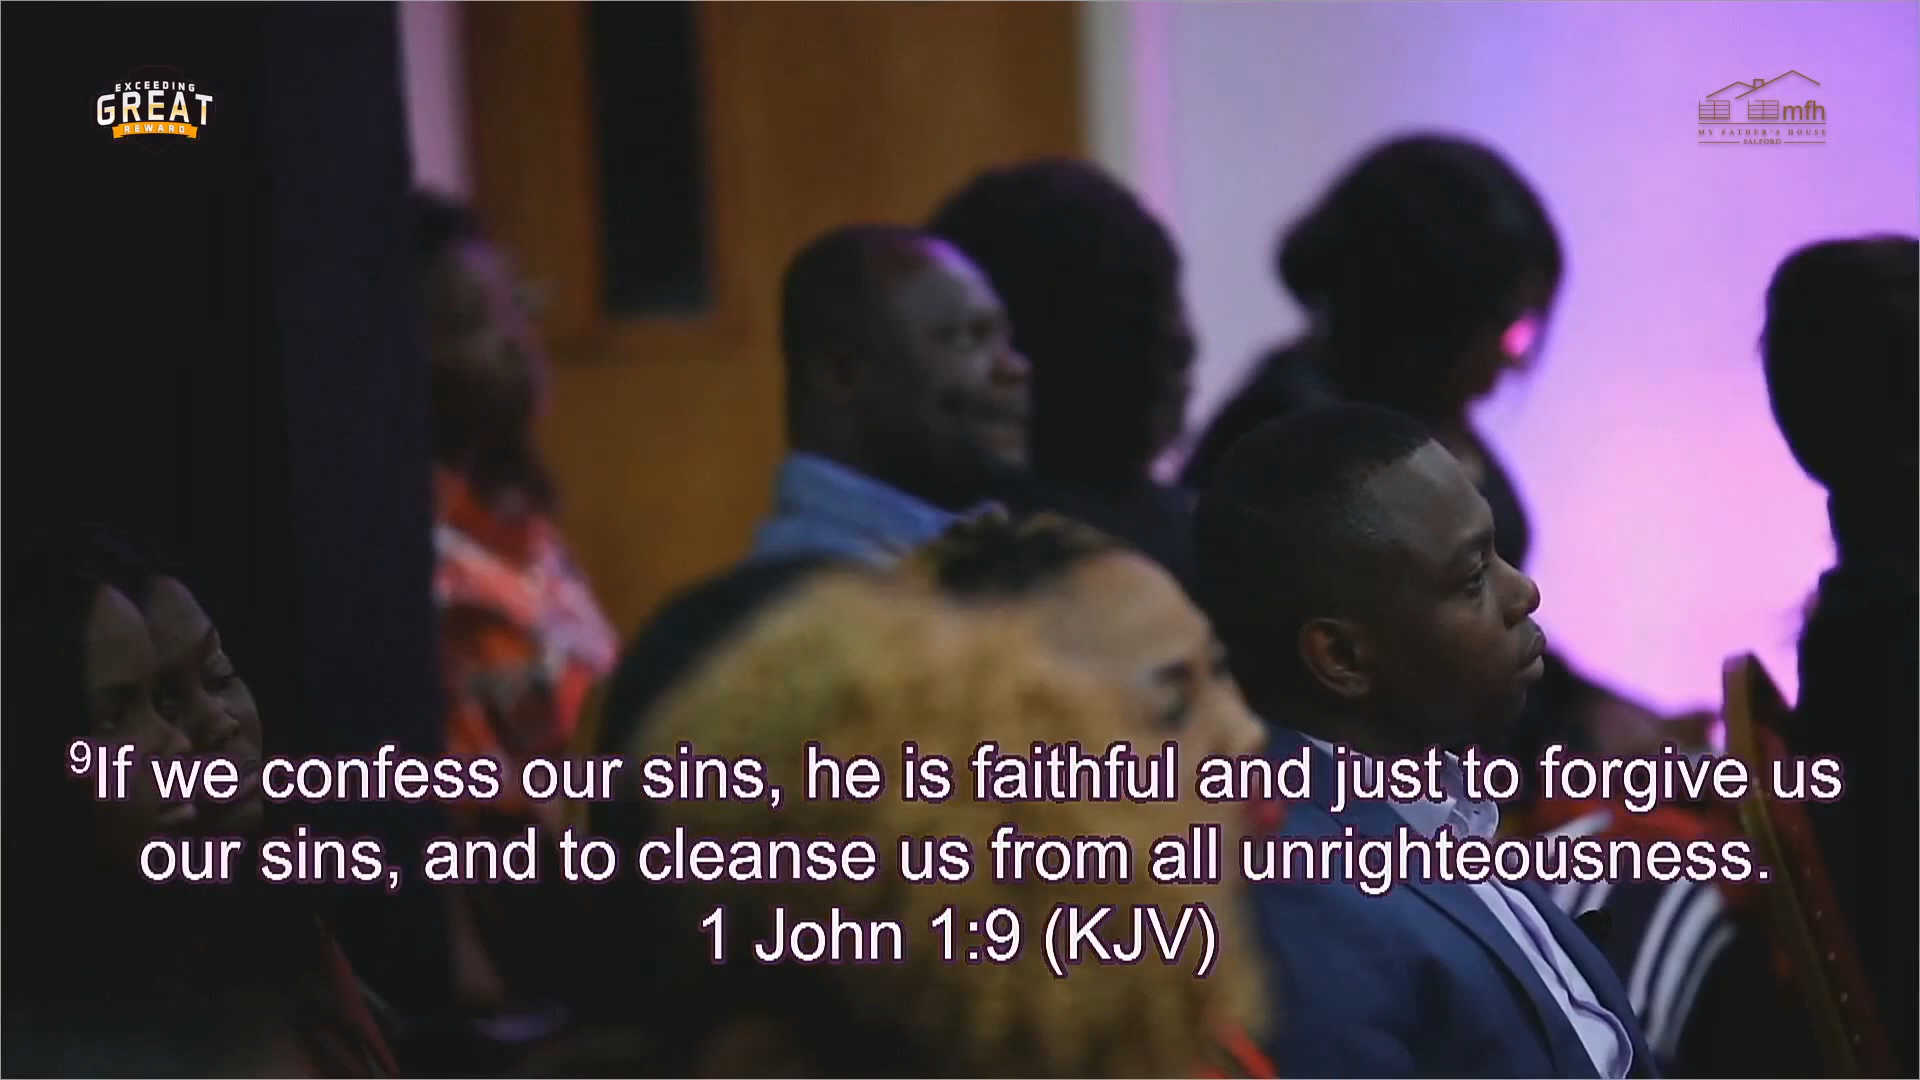 EXCEEDING
GREAT
REWARD
mfh
MY FATHER'S HOUSE
SALFORD
⁹If we confess our sins, he is faithful and just to forgive us
our sins, and to cleanse us from all unrighteousness.
1 John 1:9 (KJV)